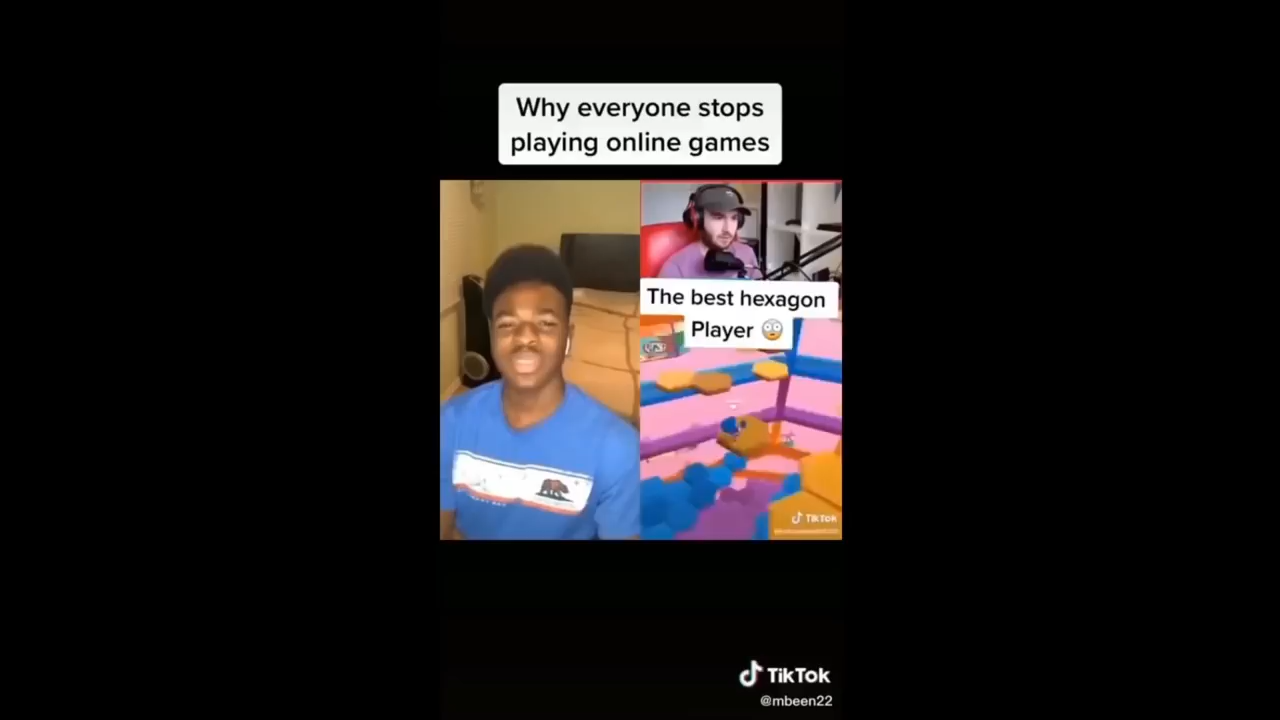 Why everyone stops
playing online games
The best hexagon
Player 😨
TikTok
TikTok
@mbeen22